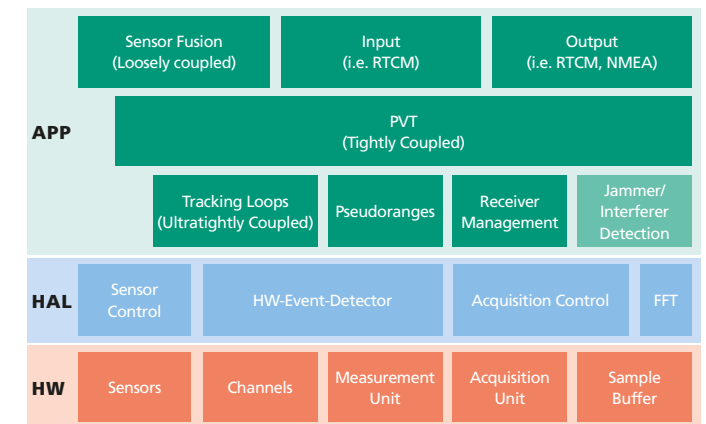 APP
Sensor Fusion
(Loosely coupled)
Input
(i.e. RTCM)
Output
(i.e. RTCM, NMEA)
PVT
(Tightly Coupled)
Tracking Loops
(Ultratightly Coupled)
Pseudoranges
Receiver
Management
Jammer/
Interferer
Detection
HAL
Sensor
Control
HW-Event-Detector
Acquisition Control
FFT
HW
Sensors
Channels
Measurement
Unit
Acquisition
Unit
Sample
Buffer